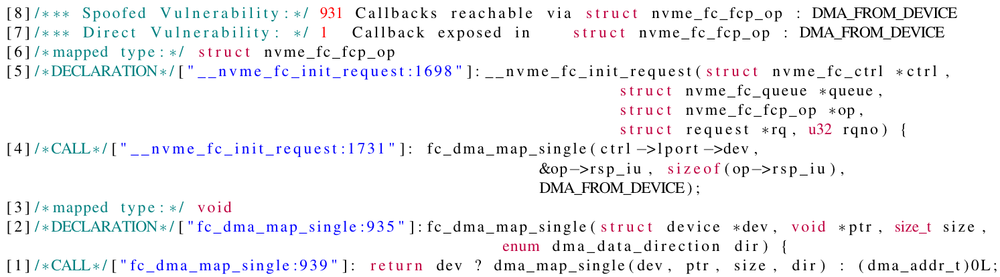 [8]/*** Spoofed Vulnerability:*/ 931 Callbacks reachable via struct nvme_fc_fcp_op : DMA_FROM_DEVICE
[7]/*** Direct Vulnerability: */ 1 Callback exposed in struct nvme_fc_fcp_op : DMA_FROM_DEVICE
[6]/*mapped type:*/ struct nvme_fc_fcp_op
[5]/*DECLARATION*/["__nvme_fc_init_request:1698"]:__nvme_fc_init_request(struct nvme_fc_ctrl *ctrl,
struct nvme_fc_queue *queue,
struct nvme_fc_fcp_op *op,
struct request *rq, u32 rqno) {
[4]/*CALL*/["__nvme_fc_init_request:1731"]: fc_dma_map_single(ctrl->lport->dev,
&op->rsp_iu, sizeof(op->rsp_iu),
DMA_FROM_DEVICE);
[3]/*mapped type:*/ void
[2]/*DECLARATION*/["fc_dma_map_single:935"]:fc_dma_map_single(struct device *dev, void *ptr, size_t size,
enum dma_data_direction dir) {
[1]/*CALL*/["fc_dma_map_single:939"]: return dev ? dma_map_single(dev, ptr, size, dir) : (dma_addr_t)0L;